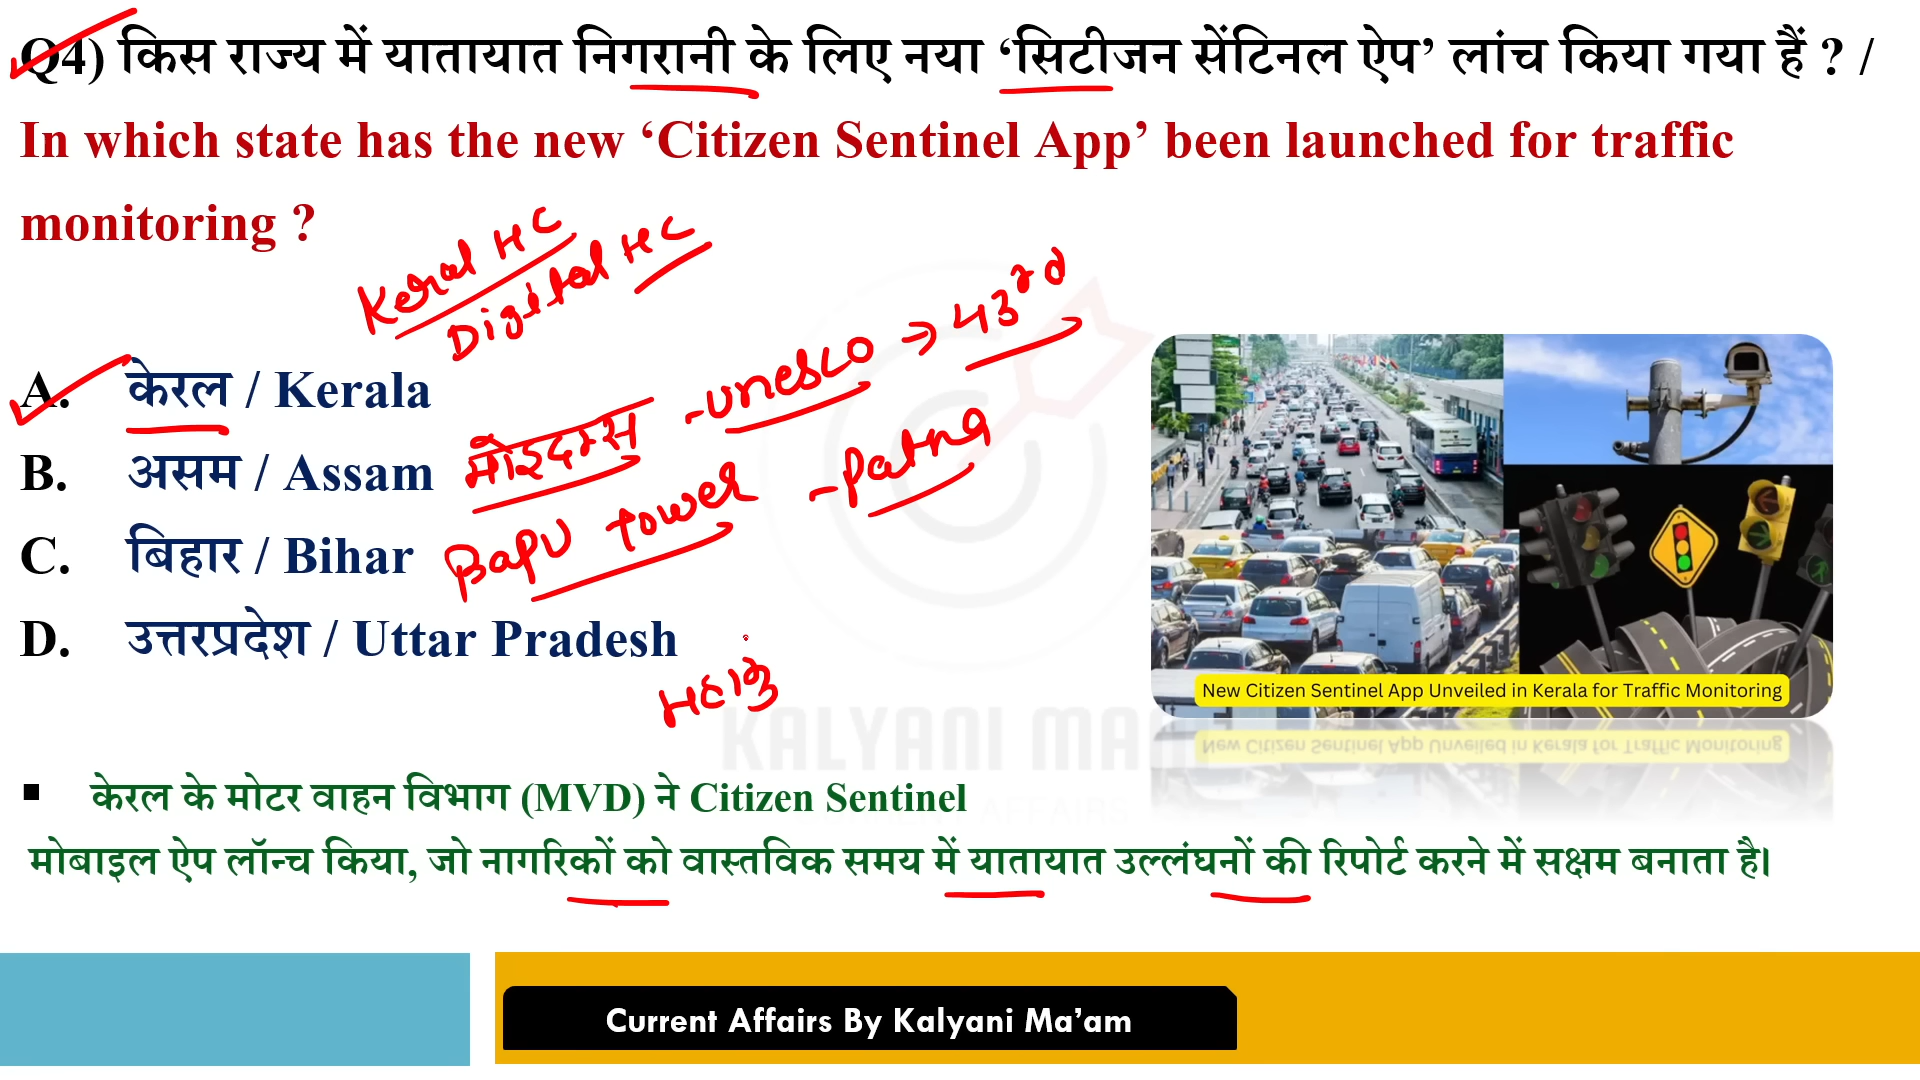 Q4) किस राज्य में यातायात निगरानी के लिए नया ‘सिटीजन सेंटिनल ऐप’ लांच किया गया हैं ? /
In which state has the new ‘Citizen Sentinel App’ been launched for traffic
monitoring ?
Keral HC
Digital HC
A. केरल / Kerala
B. असम / Assam
मोइदम्स - unesco → 43rd
C. बिहार / Bihar
Bapu Tower - Patna
D. उत्तरप्रदेश / Uttar Pradesh
New Citizen Sentinel App Unveiled in Kerala for Traffic Monitoring
KALYANI MA
AFFAIRS
▪ केरल के मोटर वाहन विभाग (MVD) ने Citizen Sentinel
मोबाइल ऐप लॉन्च किया, जो नागरिकों को वास्तविक समय में यातायात उल्लंघनों की रिपोर्ट करने में सक्षम बनाता है।
Current Affairs By Kalyani Ma’am